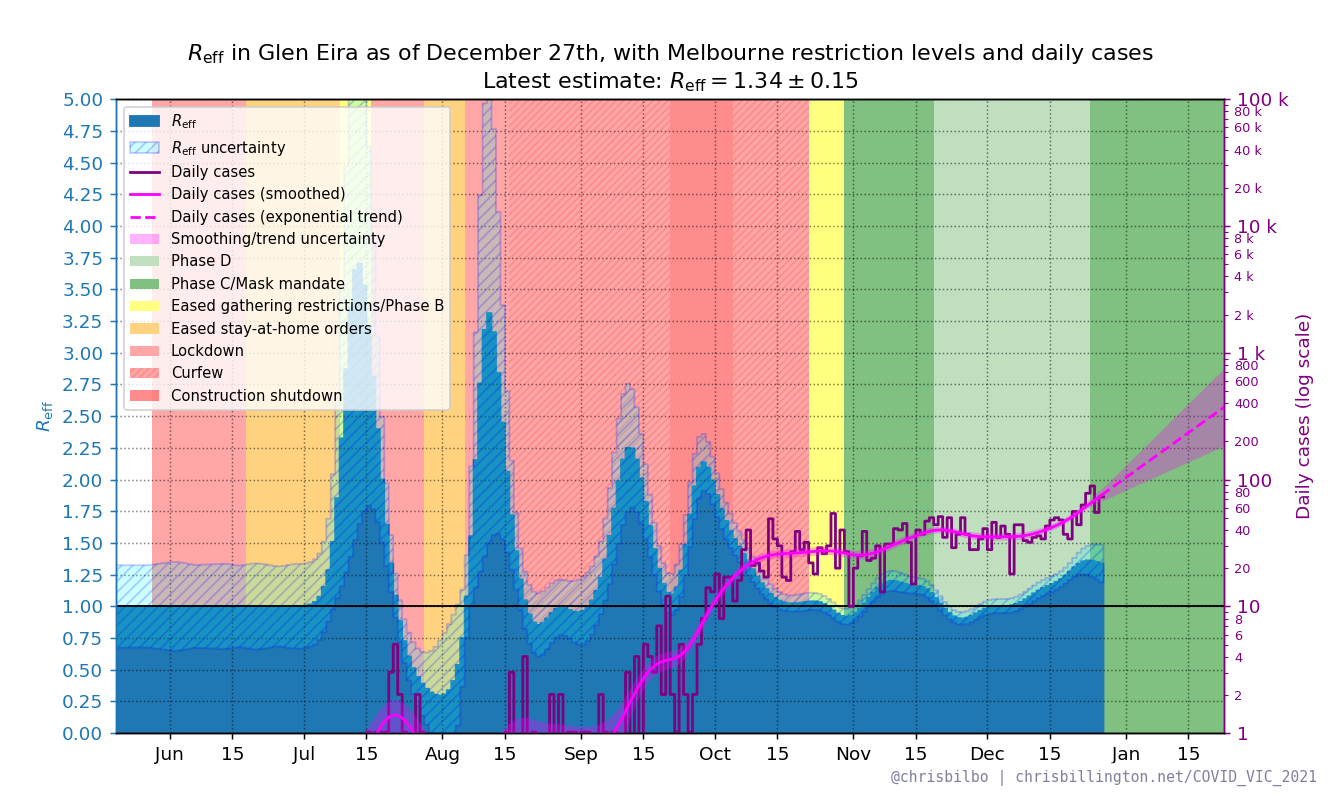 Reff in Glen Eira as of December 27th, with Melbourne restriction levels and daily cases
Latest estimate: Reff = 1.34 ± 0.15
5.00
4.75
4.50
4.25
4.00
3.75
3.50
3.25
3.00
2.75
2.50
2.25
2.00
1.75
1.50
1.25
1.00
0.75
0.50
0.25
0.00
Reff
Reff
Reff uncertainty
Daily cases
Daily cases (smoothed)
Daily cases (exponential trend)
Smoothing/trend uncertainty
Phase D
Phase C/Mask mandate
Eased gathering restrictions/Phase B
Eased stay-at-home orders
Lockdown
Curfew
Construction shutdown
100 k
80 k
60 k
40 k
20 k
10 k
8 k
6 k
4 k
2 k
1 k
800
600
400
200
100
80
60
40
20
10
8
6
4
2
1
Daily cases (log scale)
Jun 15 Jul 15 Aug 15 Sep 15 Oct 15 Nov 15 Dec 15 Jan 15
@chrisbilbo | chrisbillington.net/COVID_VIC_2021